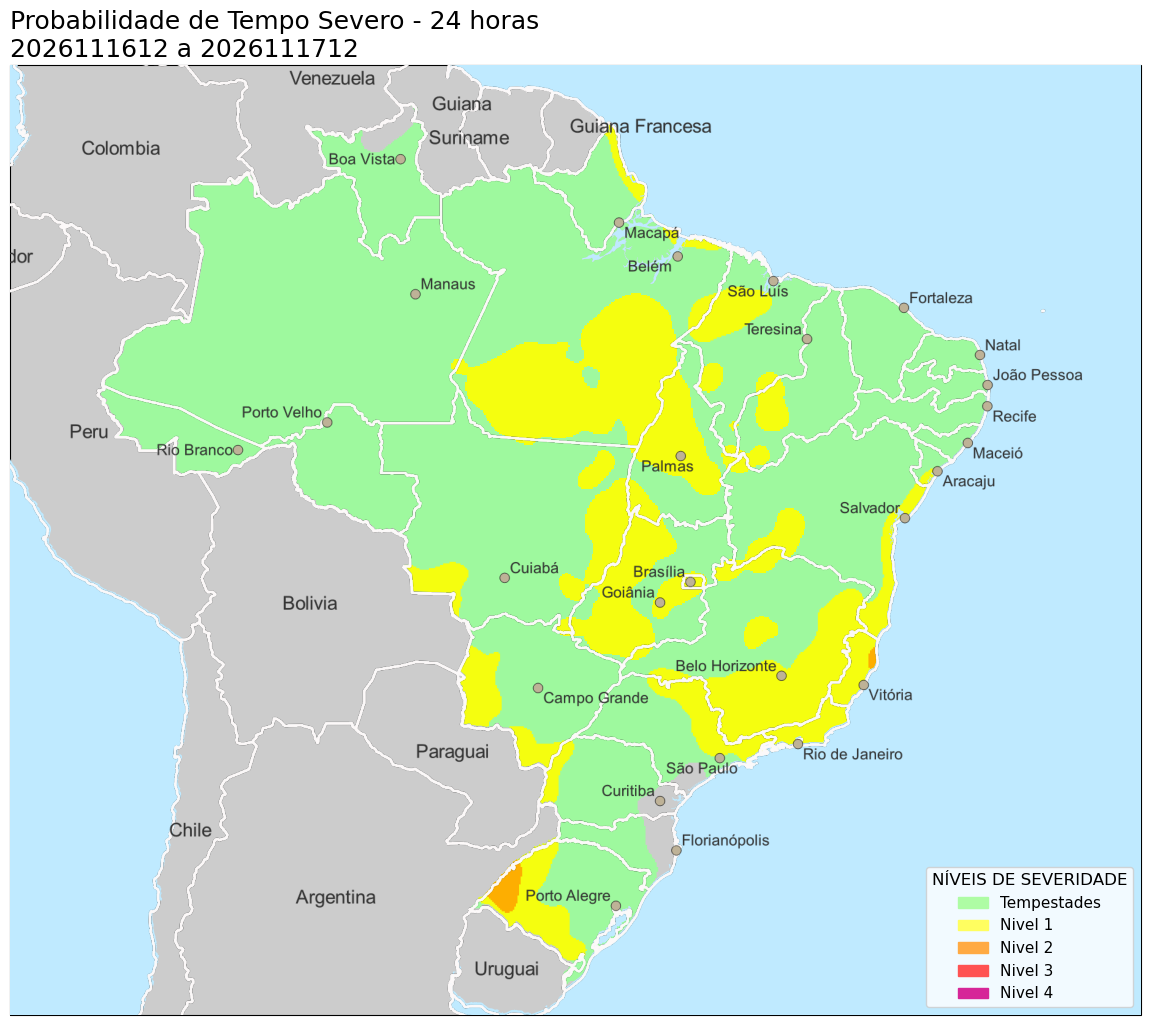 Probabilidade de Tempo Severo - 24 horas
2026111612 a 2026111712
Venezuela
Guiana
Guiana Francesa
Suriname
Colombia
Boa Vista
Macapá
dor
Belém
Manaus
São Luís
Fortaleza
Teresina
Natal
João Pessoa
Porto Velho
Recife
Peru
Rio Branco
Maceió
Palmas
Aracaju
Salvador
Cuiabá
Brasília
Goiânia
Bolivia
Belo Horizonte
Vitória
Campo Grande
Paraguai
Rio de Janeiro
São Paulo
Curitiba
Chile
Florianópolis
Argentina
Porto Alegre
Uruguai
NÍVEIS DE SEVERIDADE
Tempestades
Nivel 1
Nivel 2
Nivel 3
Nivel 4